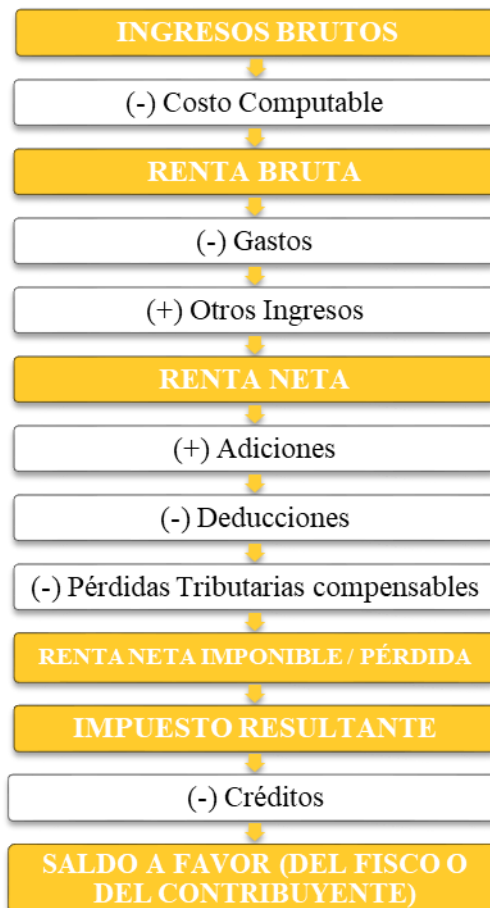 INGRESOS BRUTOS
(-) Costo Computable
RENTA BRUTA
(-) Gastos
(+) Otros Ingresos
RENTA NETA
(+) Adiciones
(-) Deducciones
(-) Pérdidas Tributarias compensables
RENTA NETA IMPONIBLE / PÉRDIDA
IMPUESTO RESULTANTE
(-) Créditos
SALDO A FAVOR (DEL FISCO O
DEL CONTRIBUYENTE)